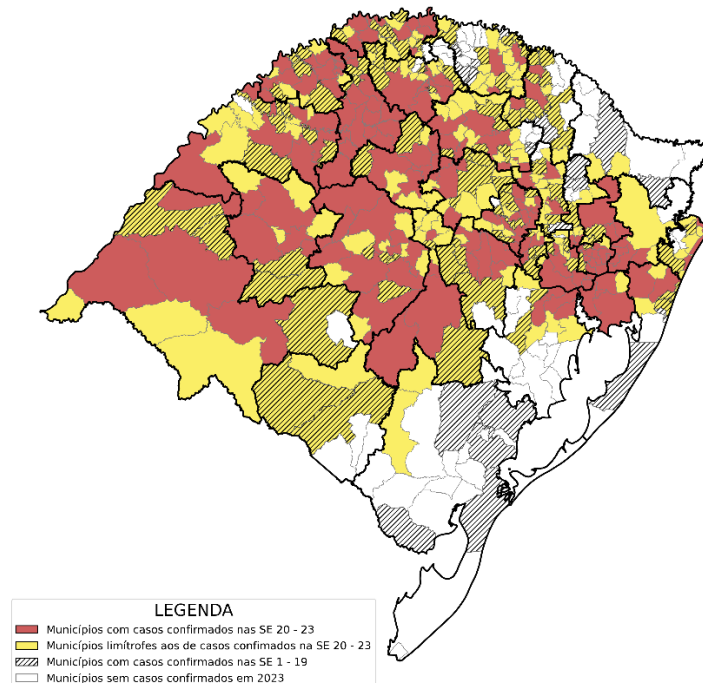 LEGENDA
Municípios com casos confirmados nas SE 20 - 23
Municípios limítrofes aos de casos confimados na SE 20 - 23
Municípios com casos confirmados nas SE 1 - 19
Municípios sem casos confirmados em 2023